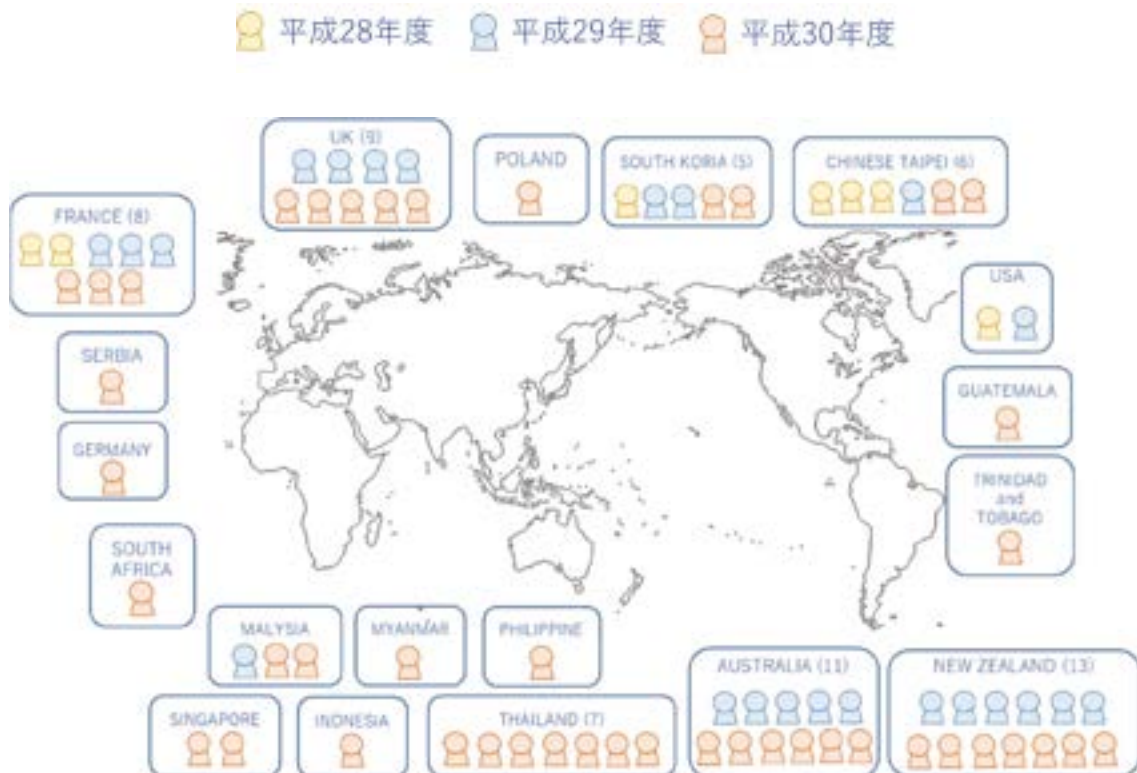 平成28年度 平成29年度 平成30年度
UK (9)
POLAND
SOUTH KORIA (5)
CHINESE TAIPEI (6)
FRANCE (8)
USA
SERBIA
GUATEMALA
GERMANY
TRINIDAD
and
TOBAGO
SOUTH
AFRICA
MALYSIA
MYANMAR
PHILIPPINE
AUSTRALIA (11)
NEW ZEALAND (13)
SINGAPORE
INDONESIA
THAILAND (7)